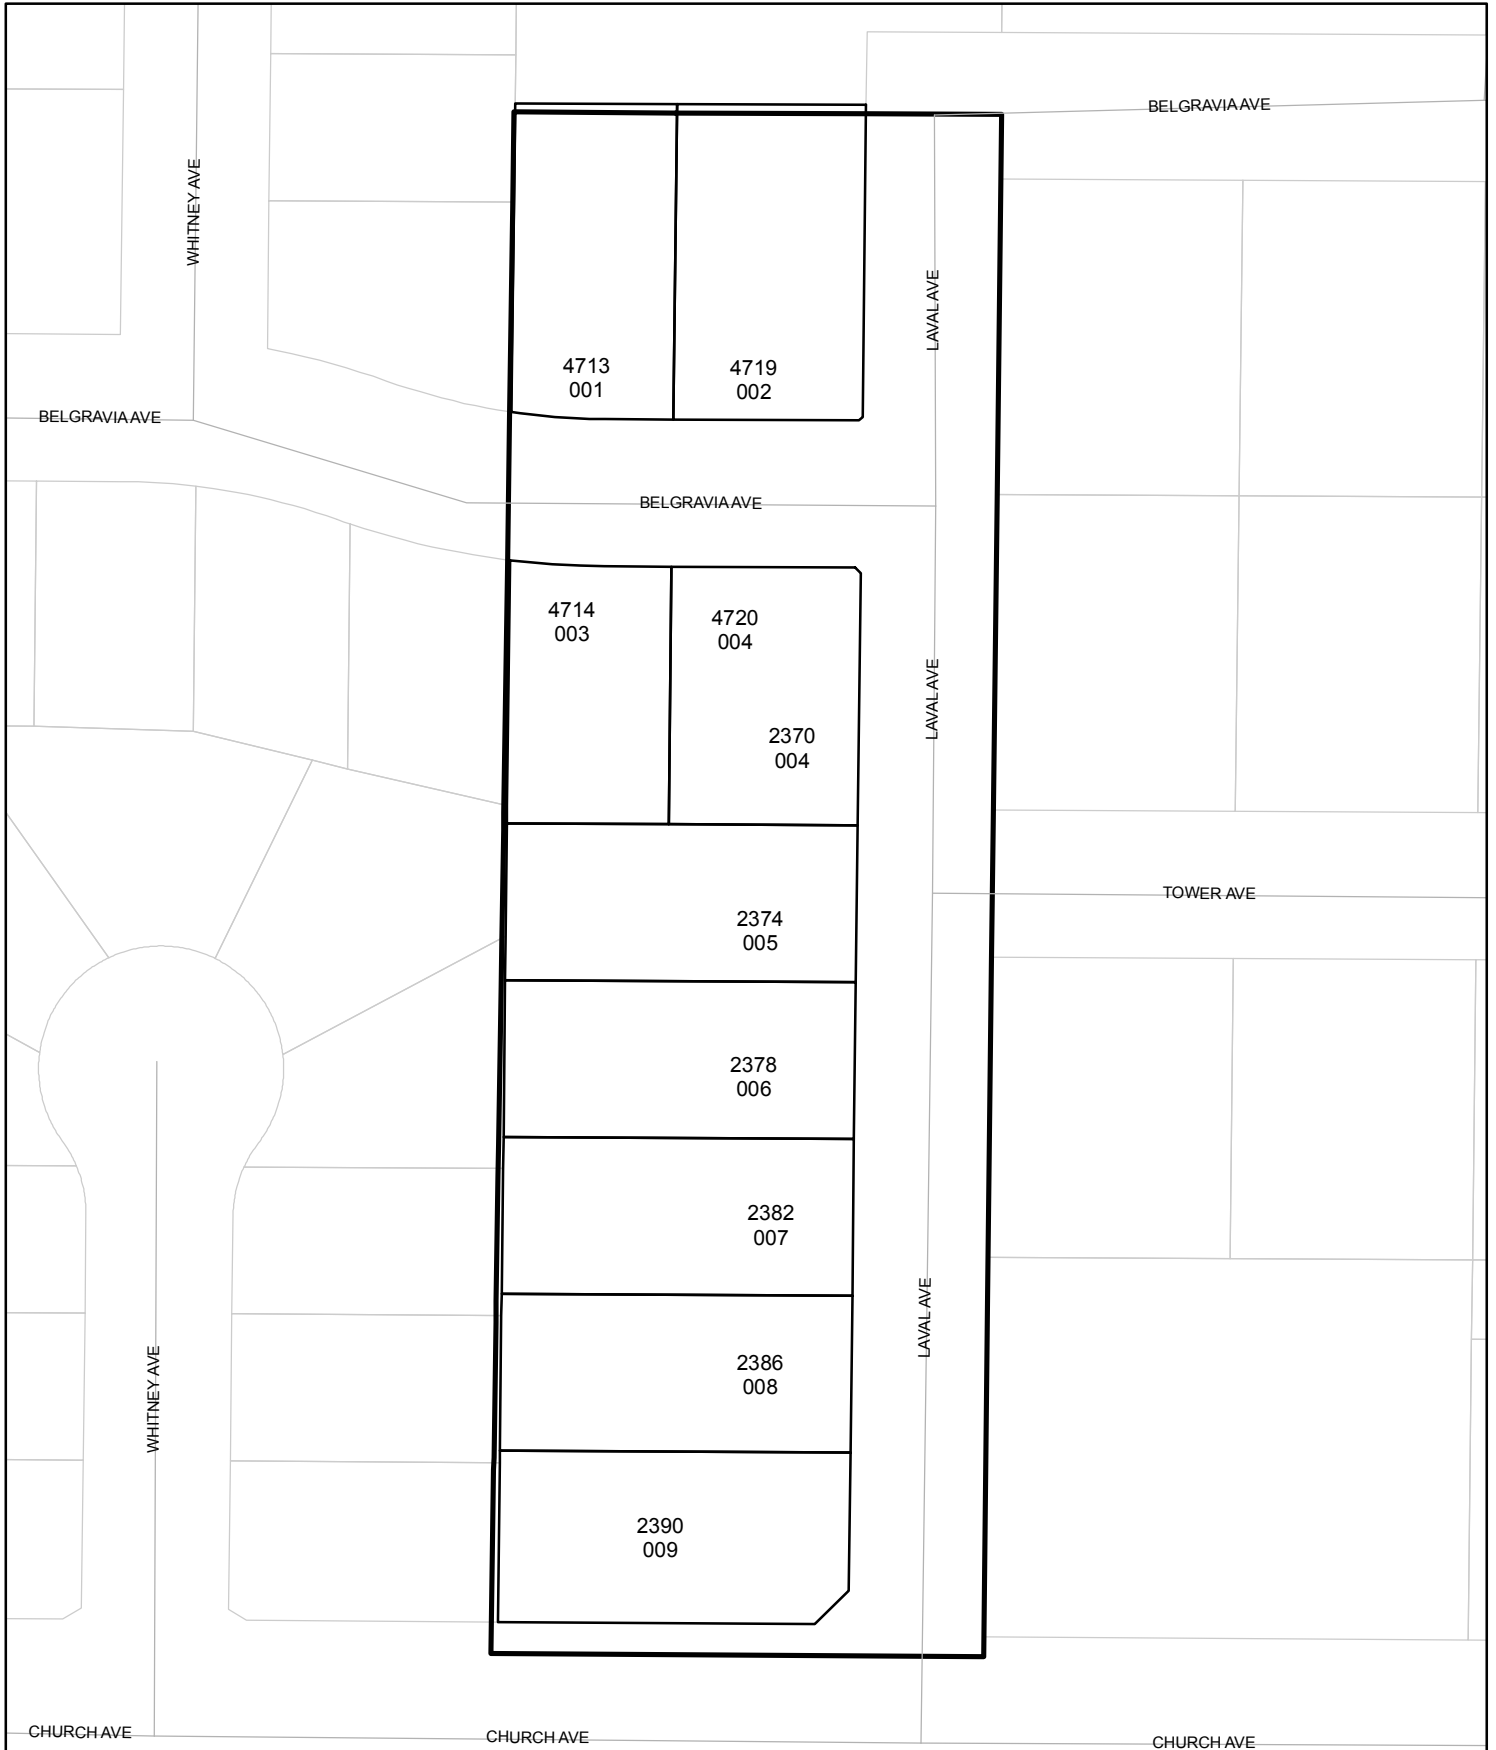 BELGRAVIA AVE
WHITNEY AVE
LAVAL AVE
4713
001
4719
002
BELGRAVIA AVE
BELGRAVIA AVE
4714
003
4720
004
LAVAL AVE
2370
004
TOWER AVE
2374
005
2378
006
2382
007
LAVAL AVE
2386
008
WHITNEY AVE
2390
009
CHURCH AVE
CHURCH AVE
CHURCH AVE